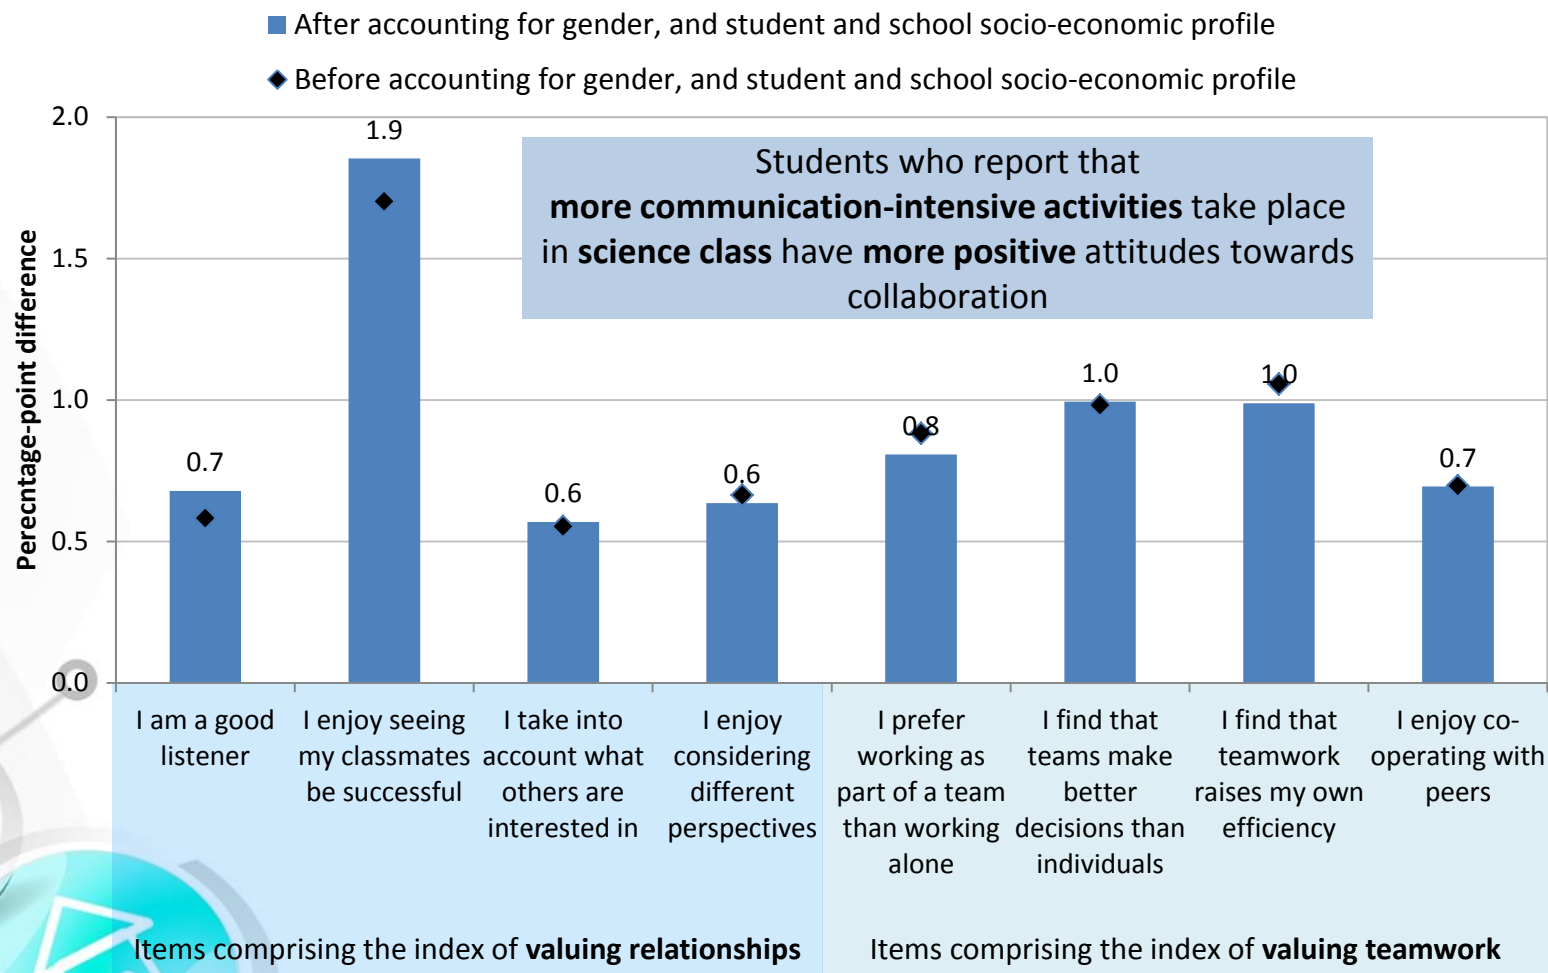 After accounting for gender, and student and school socio-economic profile
Before accounting for gender, and student and school socio-economic profile
Perecntage-point difference
2.0
1.5
1.0
0.5
0.0
Students who report that
more communication-intensive activities take place
in science class have more positive attitudes towards
collaboration
0.7
1.9
0.6
0.6
0.8
1.0
1.0
0.7
I am a good
listener
I enjoy seeing
my classmates
be successful
I take into
account what
others are
interested in
I enjoy
considering
different
perspectives
I prefer
working as
part of a team
than working
alone
I find that
teams make
better
decisions than
individuals
I find that
teamwork
raises my own
efficiency
I enjoy co-
operating with
peers
Items comprising the index of valuing relationships
Items comprising the index of valuing teamwork